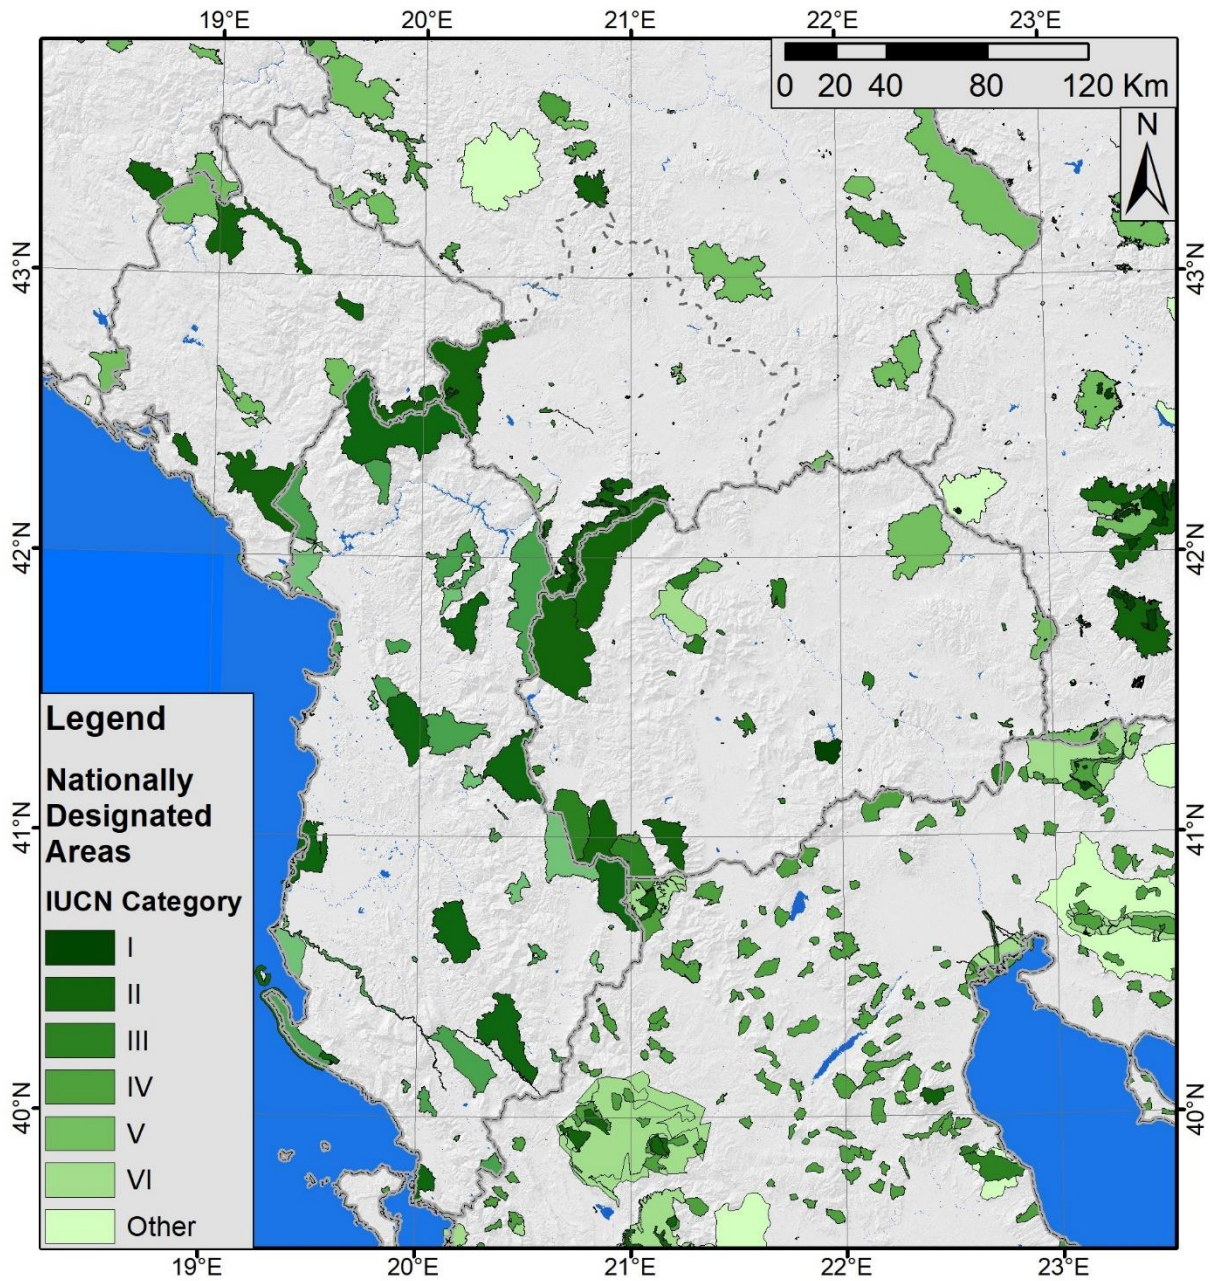 19°E 20°E 21°E 22°E 23°E
0 20 40 80 120 Km
N
43°N 43°N
42°N 42°N
41°N 41°N
40°N 40°N
Legend
Nationally
Designated
Areas
IUCN Category
I
II
III
IV
V
VI
Other
19°E 20°E 21°E 22°E 23°E